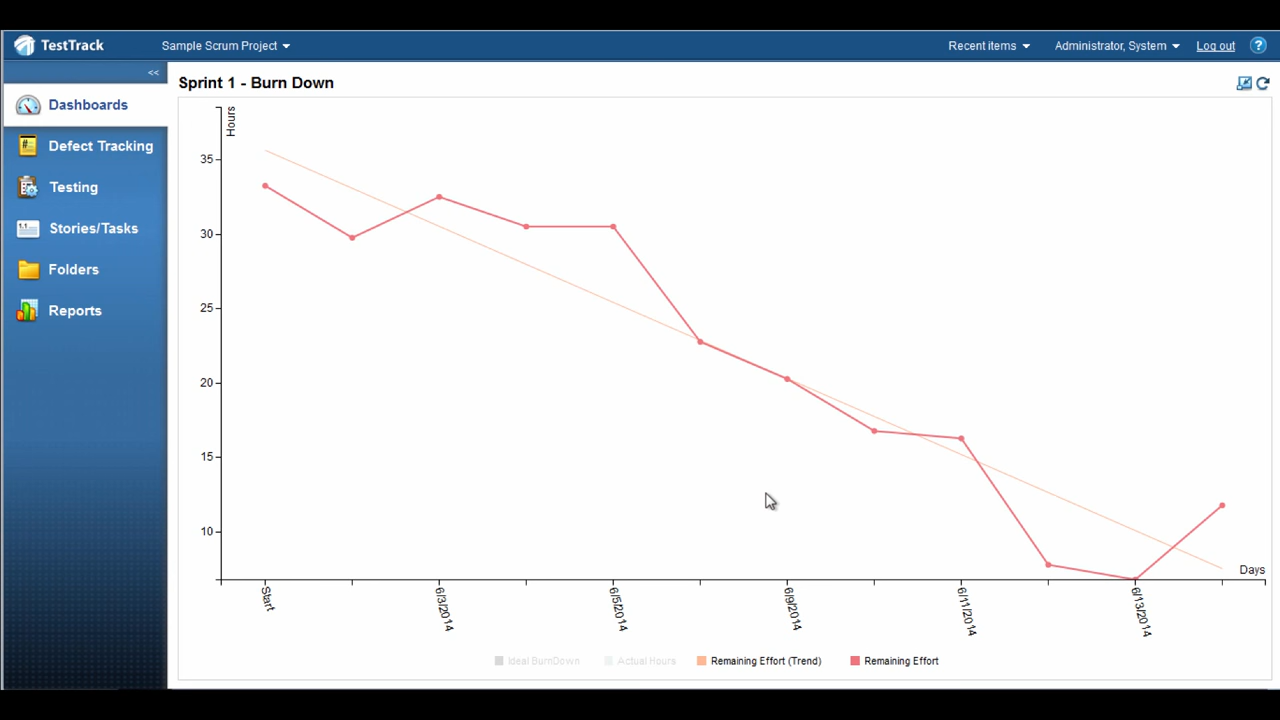 TestTrack
Sample Scrum Project
Recent items
Administrator, System
Log out
?
<<
Dashboards
Defect Tracking
Testing
Stories/Tasks
Folders
Reports
Sprint 1 - Burn Down
Hours
35
30
25
20
15
10
Days
Start
6/3/2014
6/5/2014
6/9/2014
6/11/2014
6/13/2014
Ideal BurnDown
Actual Hours
Remaining Effort (Trend)
Remaining Effort